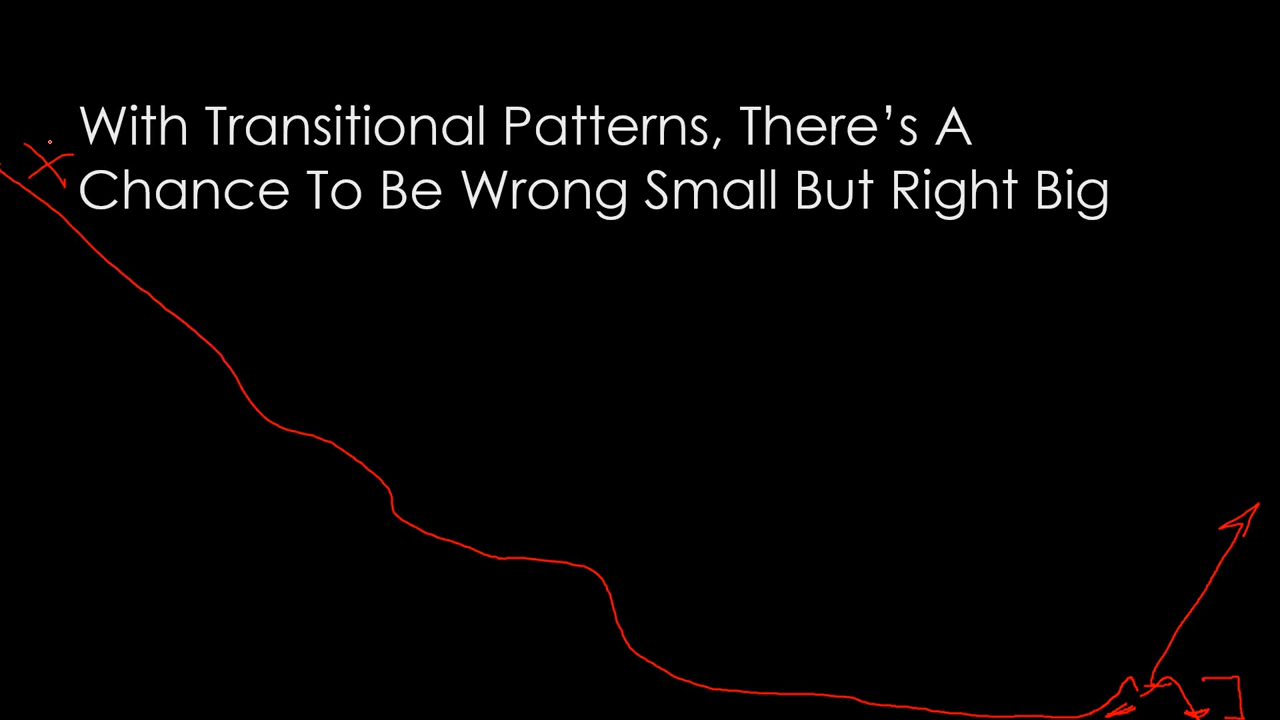 With Transitional Patterns, There’s A
Chance To Be Wrong Small But Right Big